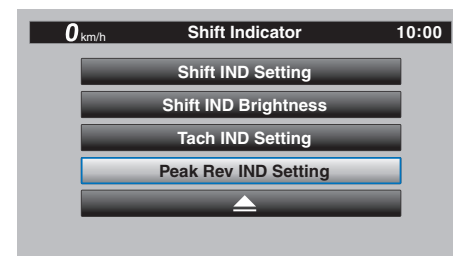 0 km/h Shift Indicator 10:00
Shift IND Setting
Shift IND Brightness
Tach IND Setting
Peak Rev IND Setting